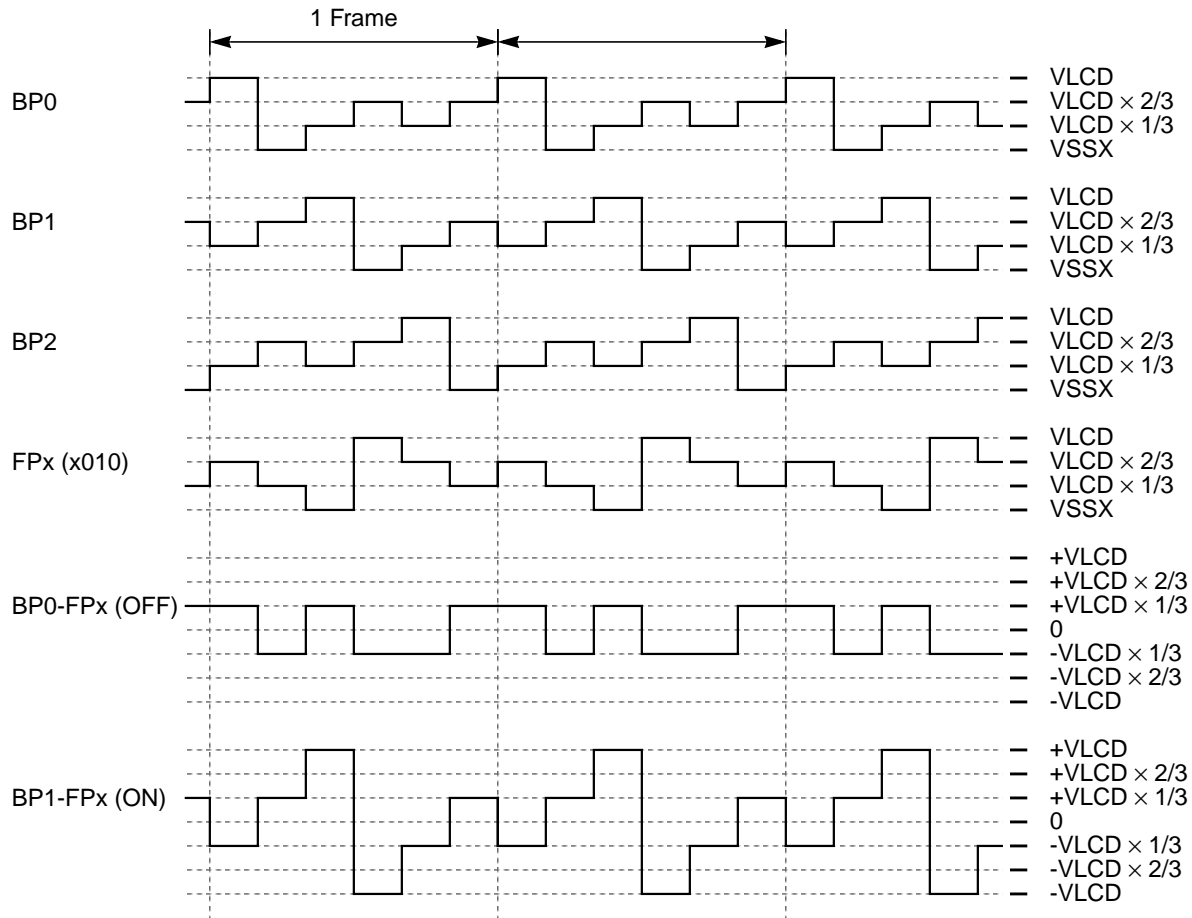 1 Frame
BP0
VLCD
VLCD × 2/3
VLCD × 1/3
VSSX
BP1
VLCD
VLCD × 2/3
VLCD × 1/3
VSSX
BP2
VLCD
VLCD × 2/3
VLCD × 1/3
VSSX
FPx (x010)
VLCD
VLCD × 2/3
VLCD × 1/3
VSSX
BP0-FPx (OFF)
+VLCD
+VLCD × 2/3
+VLCD × 1/3
0
-VLCD × 1/3
-VLCD × 2/3
-VLCD
BP1-FPx (ON)
+VLCD
+VLCD × 2/3
+VLCD × 1/3
0
-VLCD × 1/3
-VLCD × 2/3
-VLCD